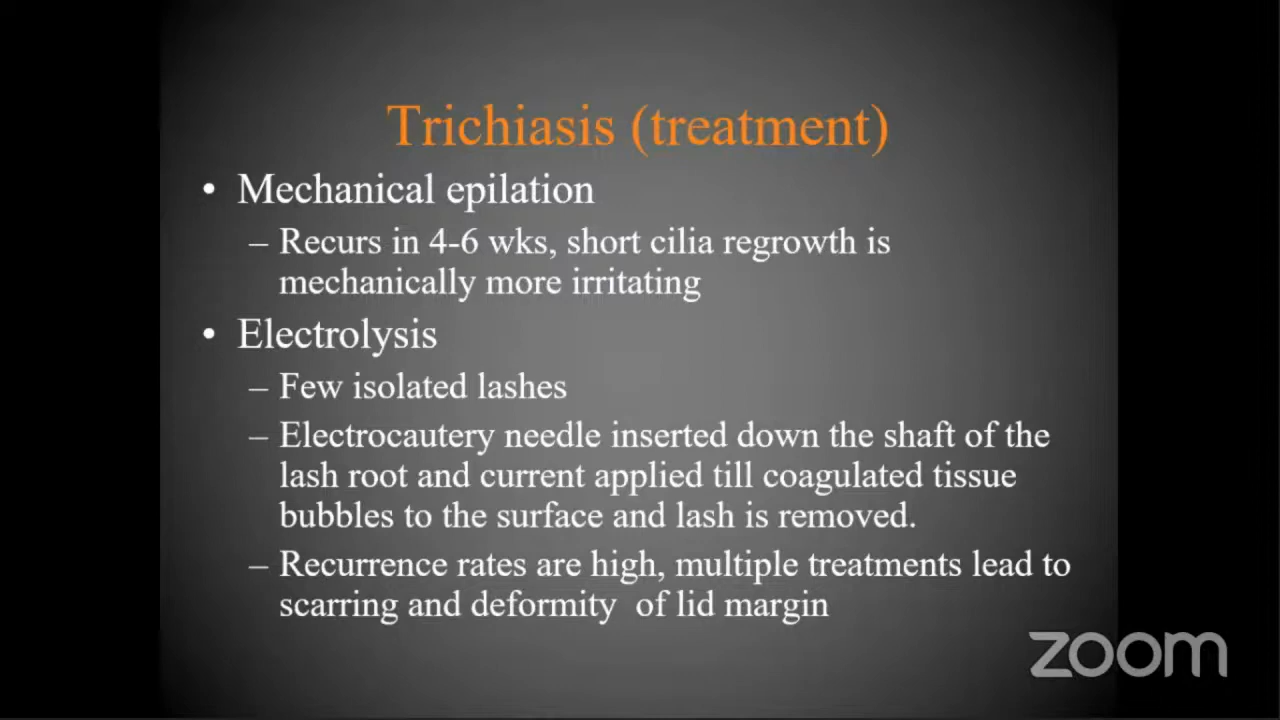 Trichiasis (treatment)
• Mechanical epilation
– Recurs in 4-6 wks, short cilia regrowth is
mechanically more irritating
• Electrolysis
– Few isolated lashes
– Electrocautery needle inserted down the shaft of the
lash root and current applied till coagulated tissue
bubbles to the surface and lash is removed.
– Recurrence rates are high, multiple treatments lead to
scarring and deformity  of lid margin
zoom